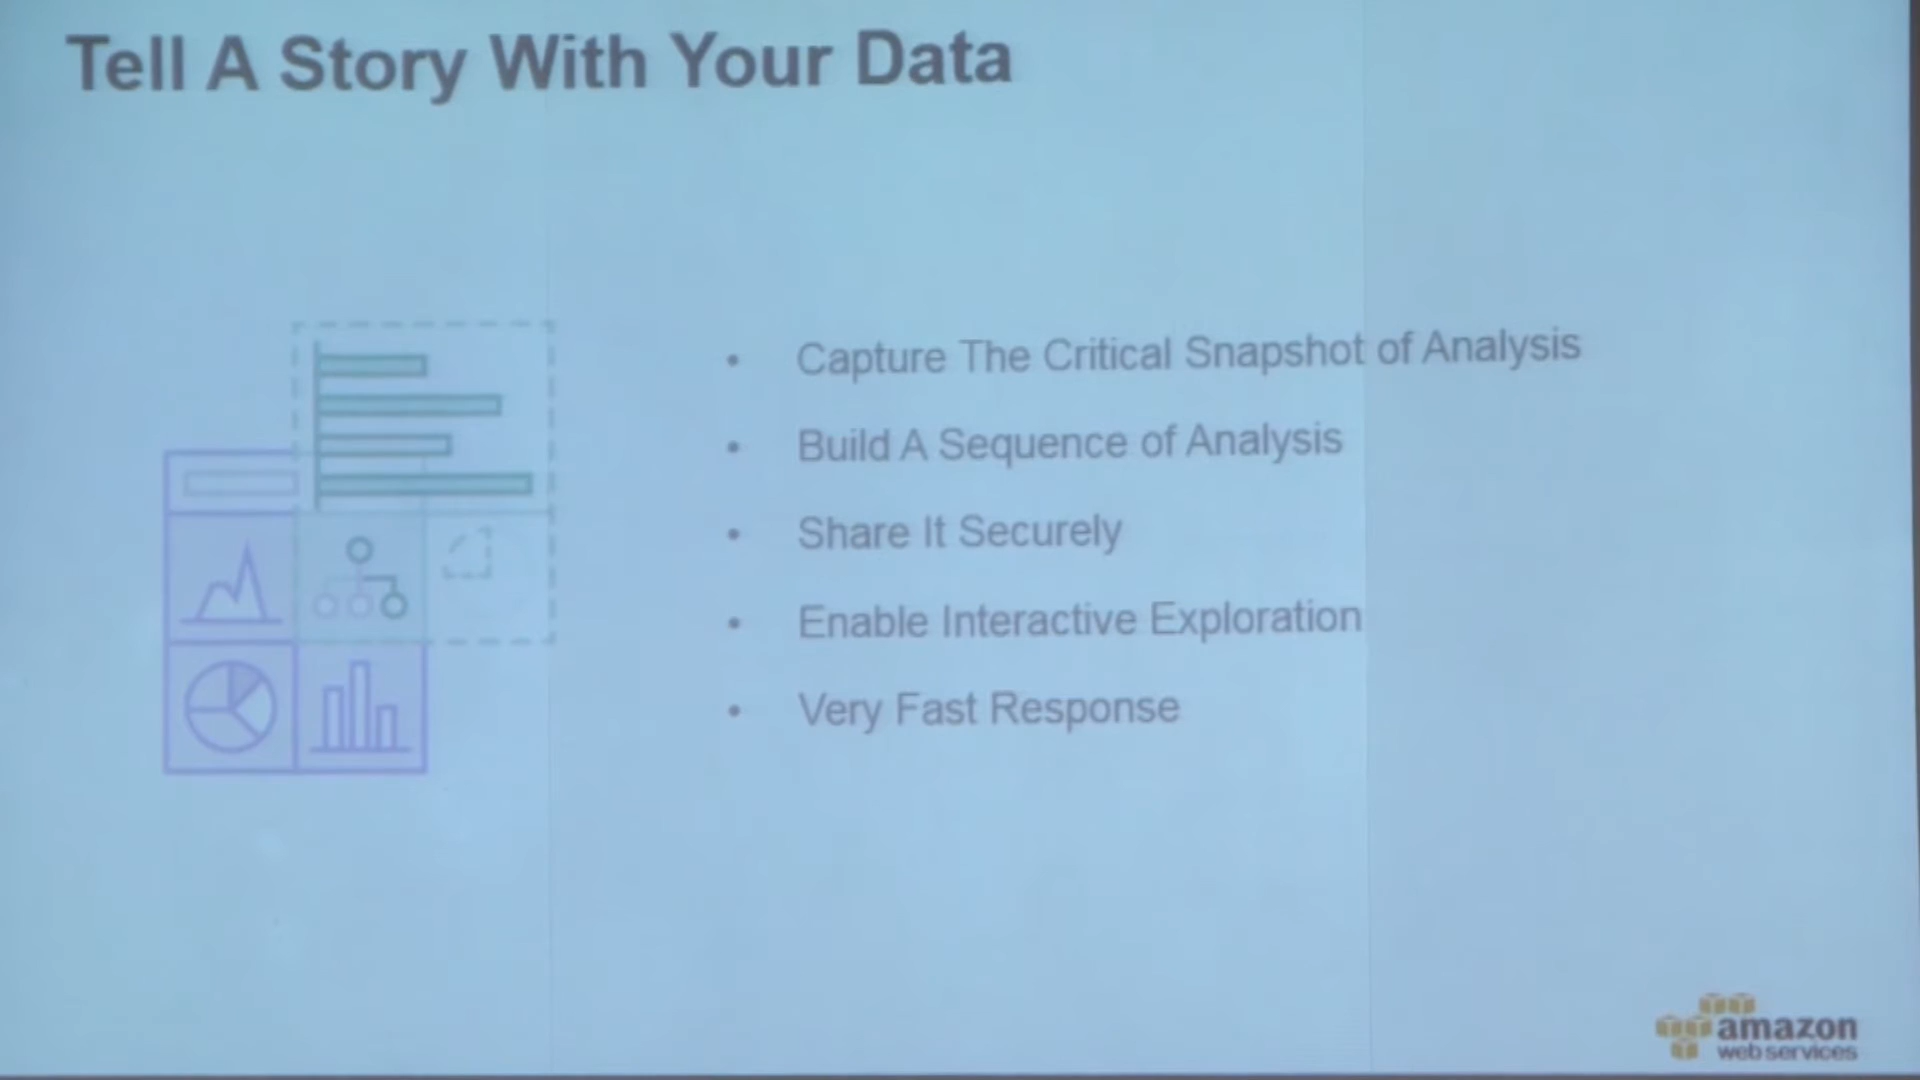 Tell A Story With Your Data
• Capture The Critical Snapshot of Analysis
• Build A Sequence of Analysis
• Share It Securely
• Enable Interactive Exploration
• Very Fast Response
amazon
web services